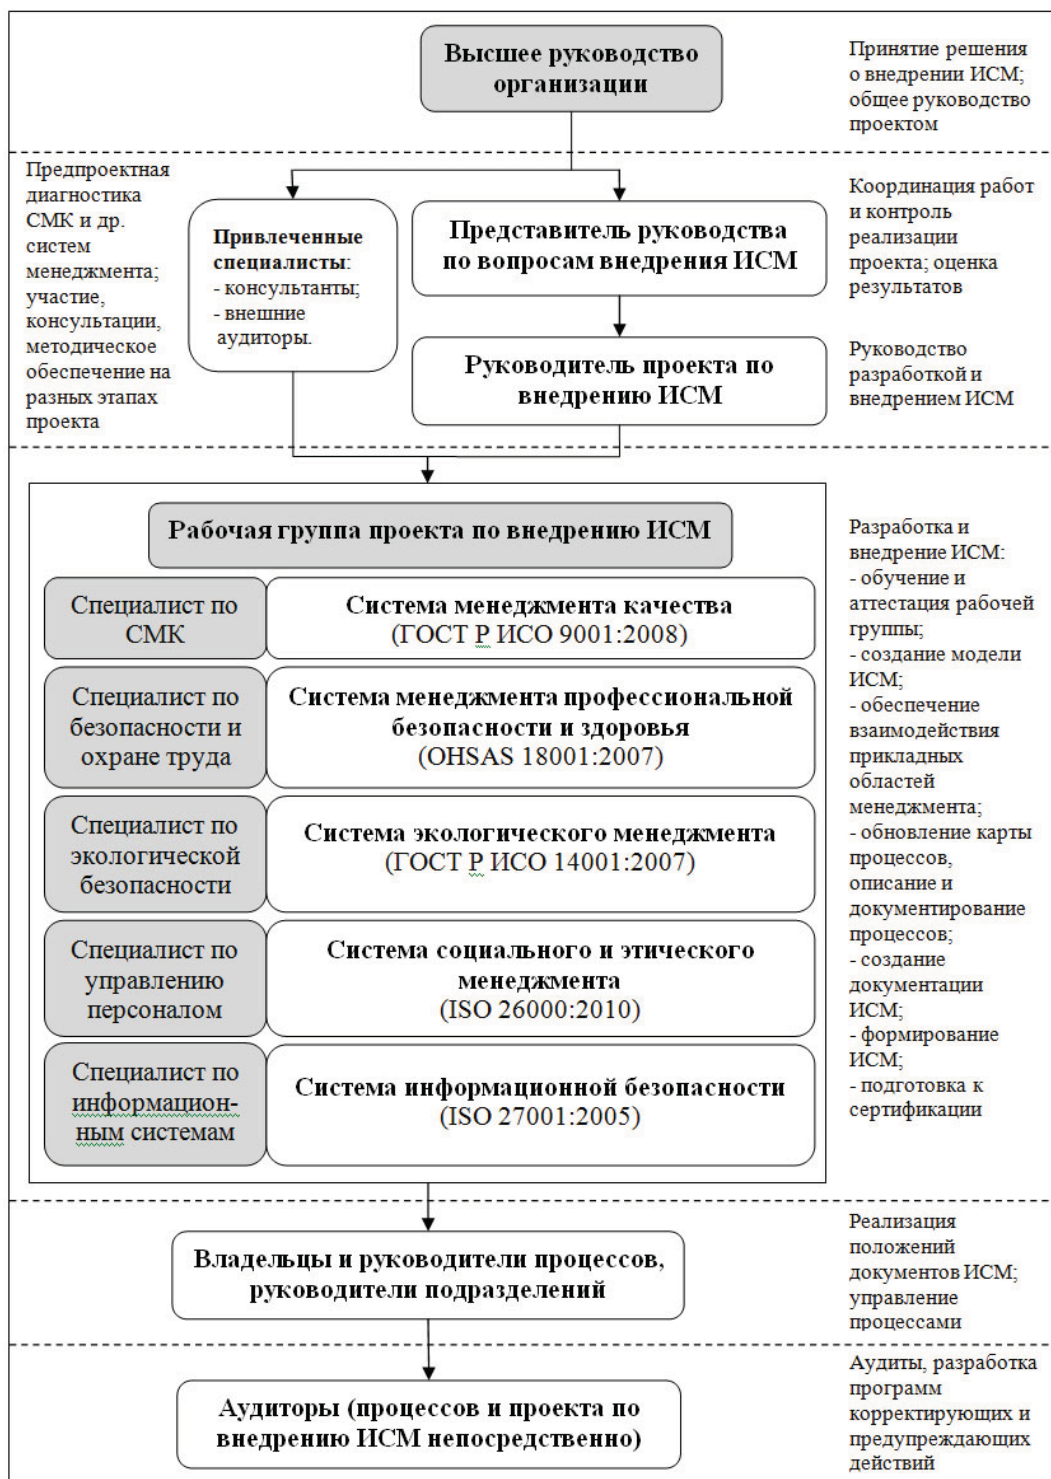 Высшее руководство
организации
Принятие решения
о внедрении ИСМ;
общее руководство
проектом
Предпроектная
диагностика
СМК и др.
систем
менеджмента;
участие,
консультации,
методическое
обеспечение на
разных этапах
проекта
Привлеченные
специалисты:
- консультанты;
- внешние
аудиторы.
Представитель руководства
по вопросам внедрения ИСМ
Координация работ
и контроль
реализации
проекта; оценка
результатов
Руководитель проекта по
внедрению ИСМ
Руководство
разработкой и
внедрением ИСМ
Рабочая группа проекта по внедрению ИСМ
Специалист по
СМК
Система менеджмента качества
(ГОСТ Р ИСО 9001:2008)
Специалист по
безопасности и
охране труда
Система менеджмента профессиональной
безопасности и здоровья
(OHSAS 18001:2007)
Специалист по
экологической
безопасности
Система экологического менеджмента
(ГОСТ Р ИСО 14001:2007)
Специалист по
управлению
персоналом
Система социального и этического
менеджмента
(ISO 26000:2010)
Специалист по
информацион-
ным системам
Система информационной безопасности
(ISO 27001:2005)
Разработка и
внедрение ИСМ:
- обучение и
аттестация рабочей
группы;
- создание модели
ИСМ;
- обеспечение
взаимодействия
прикладных
областей
менеджмента;
- обновление карты
процессов,
описание и
документирование
процессов;
- создание
документации
ИСМ;
- формирование
ИСМ;
- подготовка к
сертификации
Владельцы и руководители процессов,
руководители подразделений
Реализация
положений
документов ИСМ;
управление
процессами
Аудиторы (процессов и проекта по
внедрению ИСМ непосредственно)
Аудиты, разработка
программ
корректирующих и
предупреждающих
действий